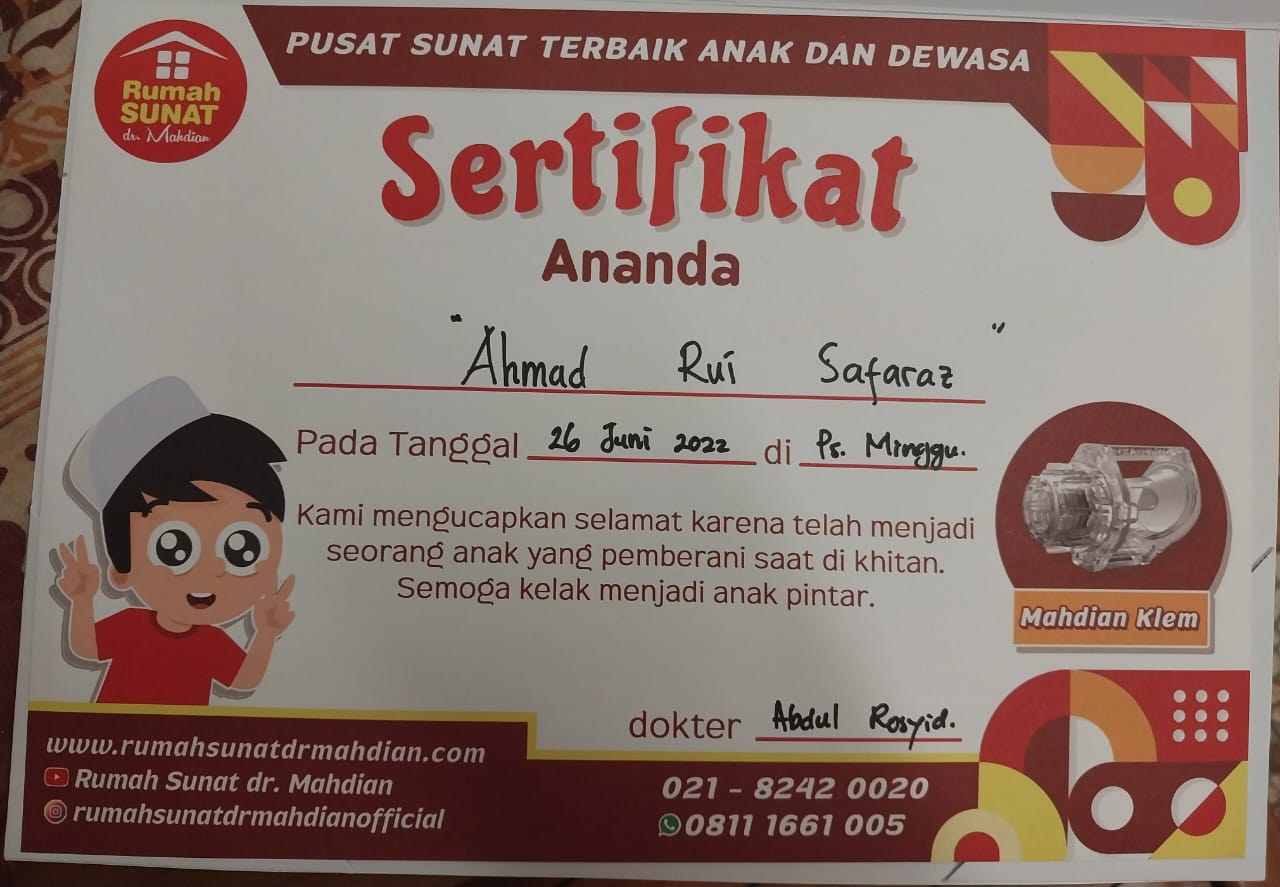 PUSAT SUNAT TERBAIK ANAK DAN DEWASA
Rumah
SUNAT
dr. Mahdian
Sertifikat
Ananda
"Ahmad Rui Safaraz"
Pada Tanggal 26 Juni 2022 di Ps. Minggu.
Kami mengucapkan selamat karena telah menjadi
seorang anak yang pemberani saat di khitan.
Semoga kelak menjadi anak pintar.
Mahdian Klem
dokter Abdul Rosyid.
www.rumahsunatdrmahdian.com
Rumah Sunat dr. Mahdian
rumahsunatdrmahdianofficial
021 - 8242 0020
0811 1661 005